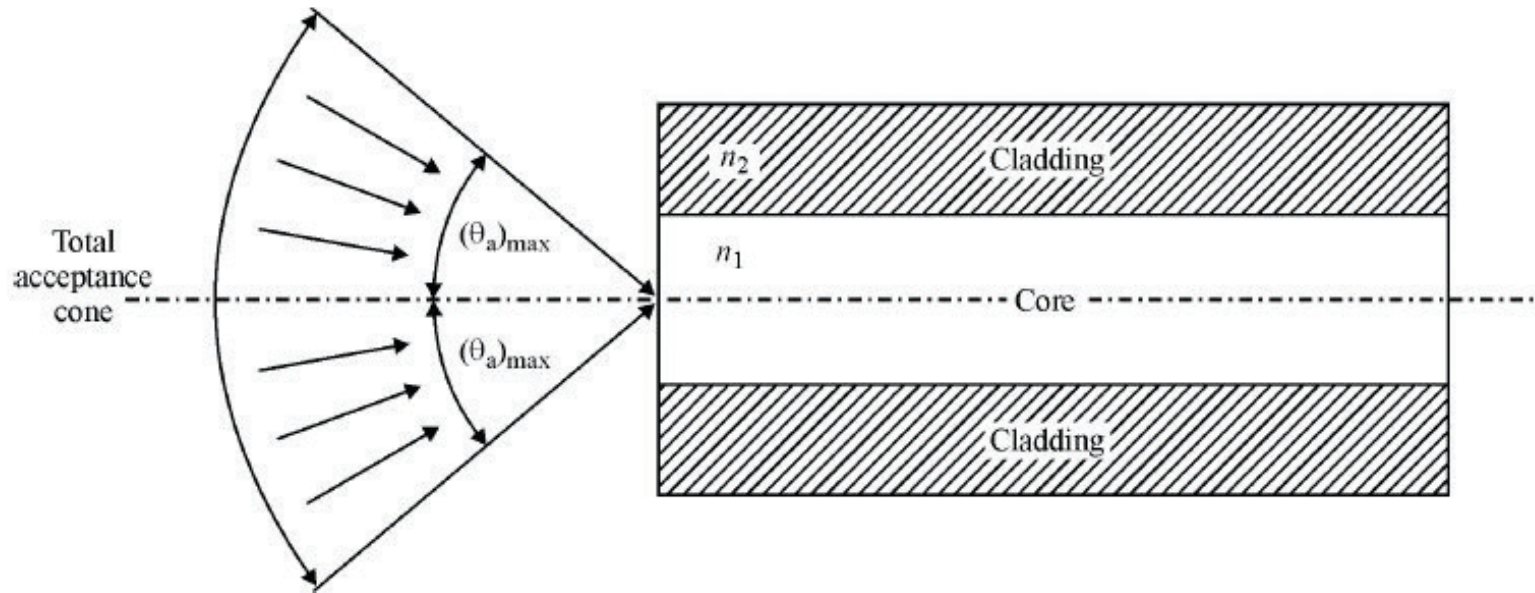 Total
acceptance
cone
(θa)max
(θa)max
n2
Cladding
n1
Core
Cladding